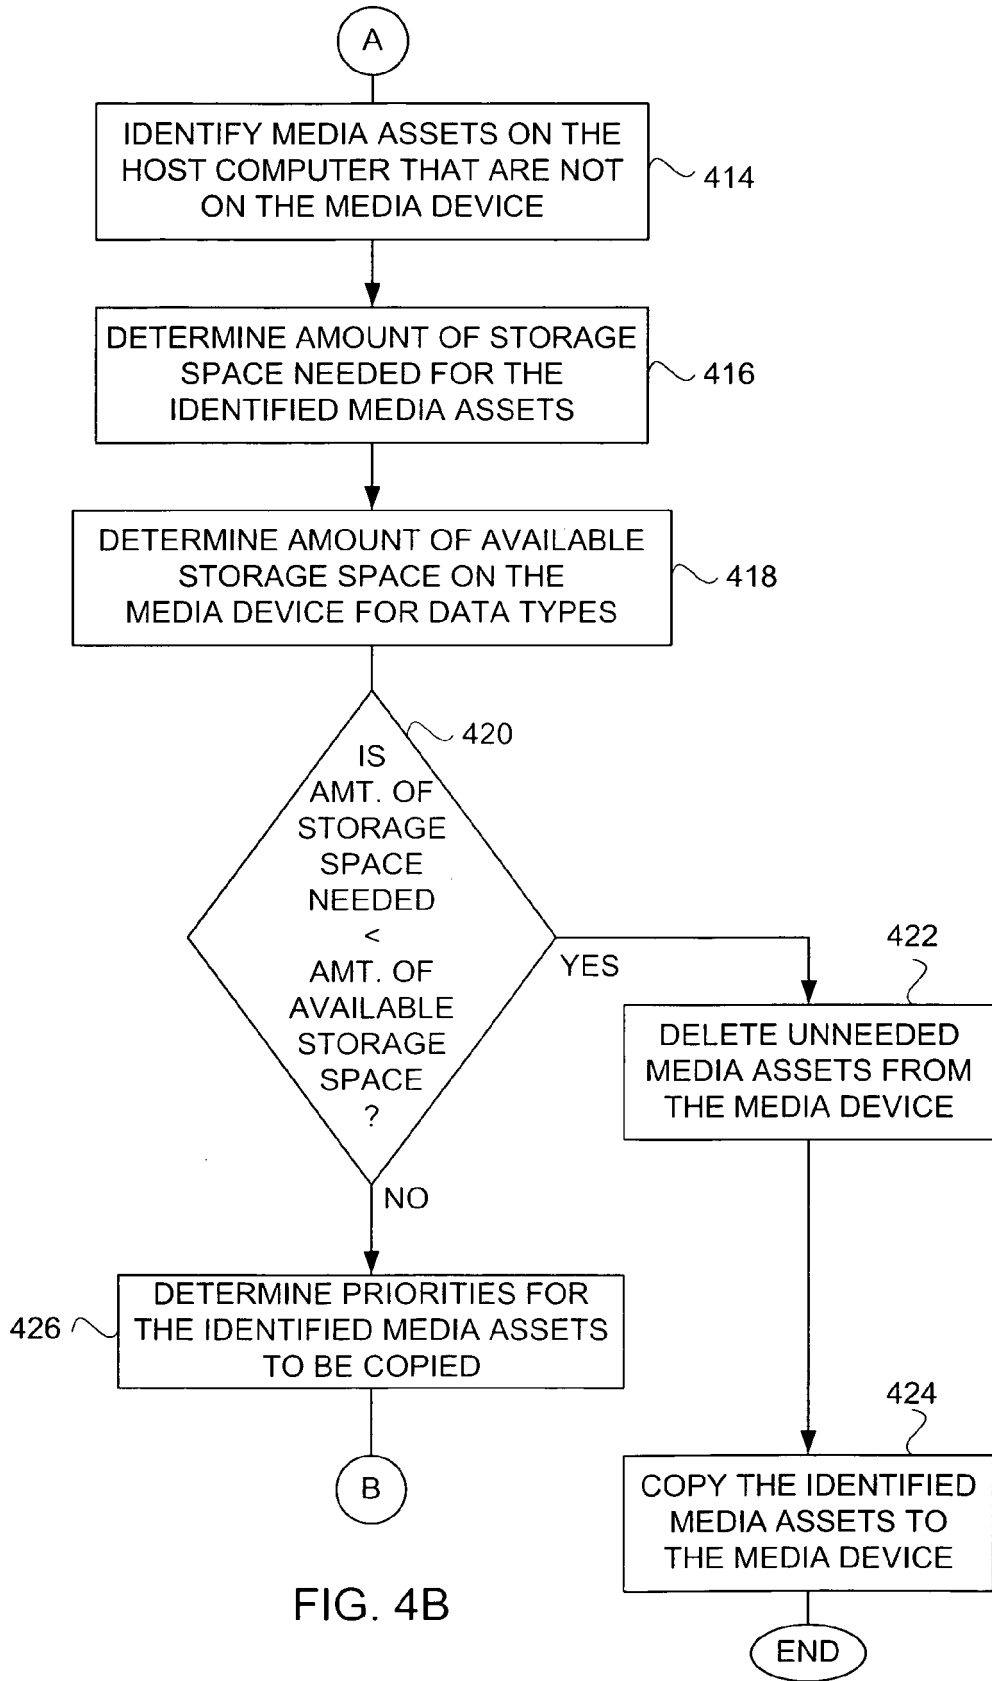 A
IDENTIFY MEDIA ASSETS ON THE
HOST COMPUTER THAT ARE NOT
ON THE MEDIA DEVICE
414
DETERMINE AMOUNT OF STORAGE
SPACE NEEDED FOR THE
IDENTIFIED MEDIA ASSETS
416
DETERMINE AMOUNT OF AVAILABLE
STORAGE SPACE ON THE
MEDIA DEVICE FOR DATA TYPES
418
420
IS
AMT. OF
STORAGE
SPACE
NEEDED
<
AMT. OF
AVAILABLE
STORAGE
SPACE
?
YES
422
DELETE UNNEEDED
MEDIA ASSETS FROM
THE MEDIA DEVICE
NO
426
DETERMINE PRIORITIES FOR
THE IDENTIFIED MEDIA ASSETS
TO BE COPIED
B
424
COPY THE IDENTIFIED
MEDIA ASSETS TO
THE MEDIA DEVICE
END
FIG. 4B